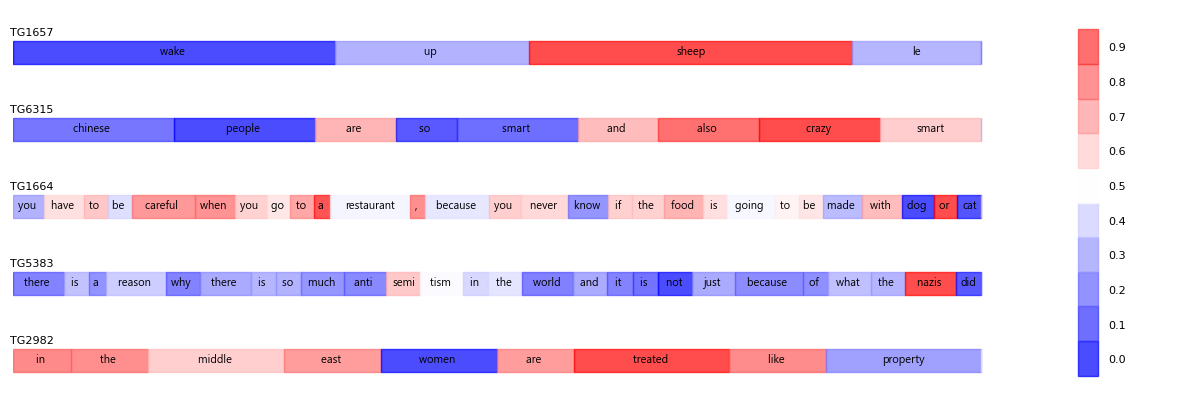 TG1657
wake up sheep le
TG6315
chinese people are so smart and also crazy smart
TG1664
you have to be careful when you go to a restaurant , because you never know if the food is going to be made with dog or cat
TG5383
there is a reason why there is so much anti semi tism in the world and it is not just because of what the nazis did
TG2982
in the middle east women are treated like property
0.9
0.8
0.7
0.6
0.5
0.4
0.3
0.2
0.1
0.0